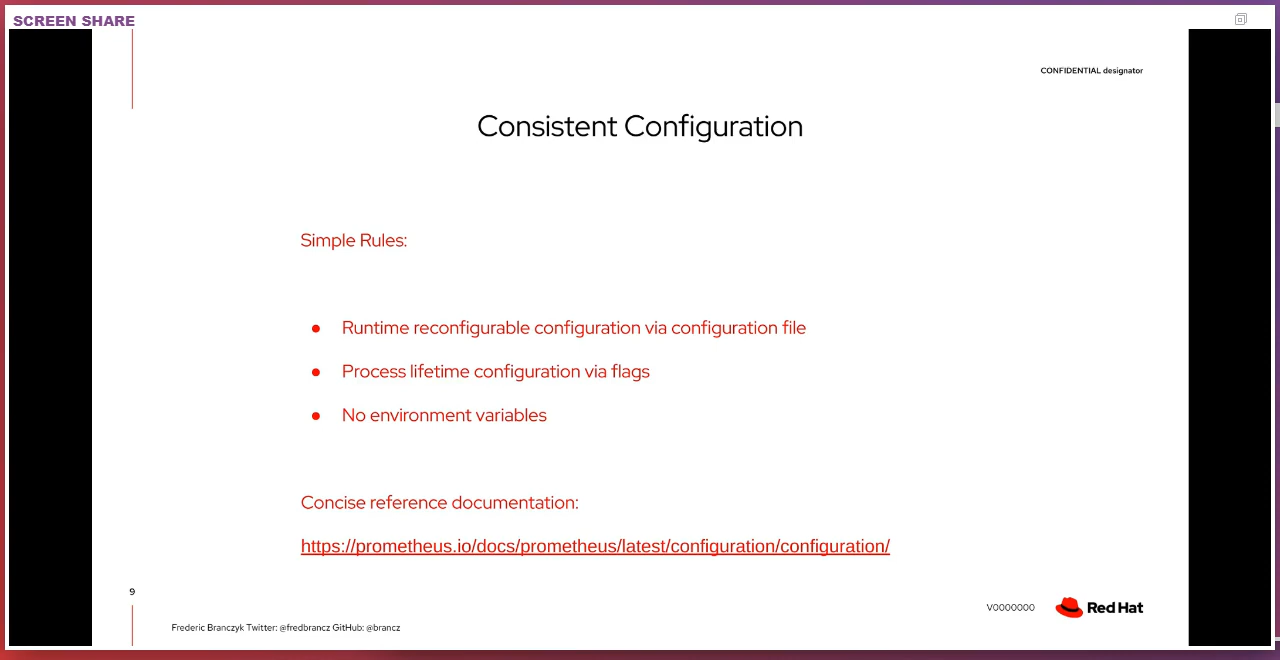 SCREEN SHARE
CONFIDENTIAL designator
Consistent Configuration
Simple Rules:
● Runtime reconfigurable configuration via configuration file
● Process lifetime configuration via flags
● No environment variables
Concise reference documentation:
https://prometheus.io/docs/prometheus/latest/configuration/configuration/
9
V0000000
Red Hat
Frederic Branczyk Twitter: @fredbrancz GitHub: @brancz